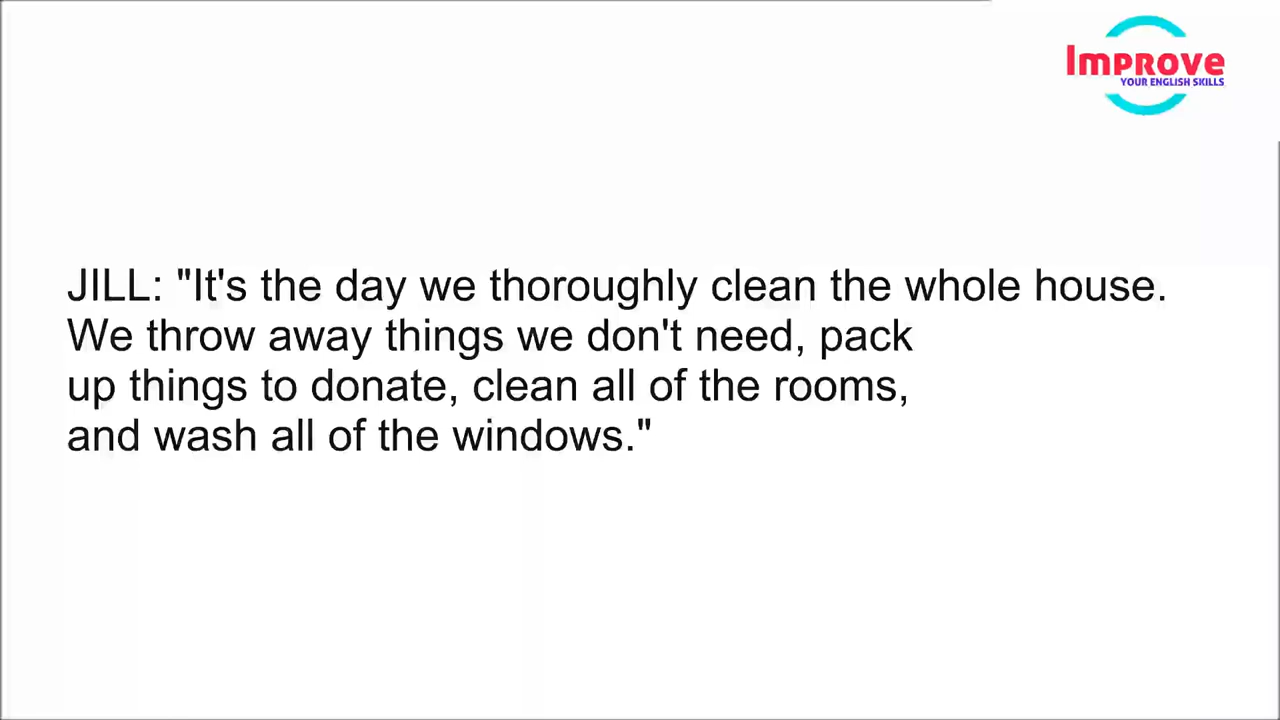 Improve
YOUR ENGLISH SKILLS
JILL: "It's the day we thoroughly clean the whole house.
We throw away things we don't need, pack
up things to donate, clean all of the rooms,
and wash all of the windows."